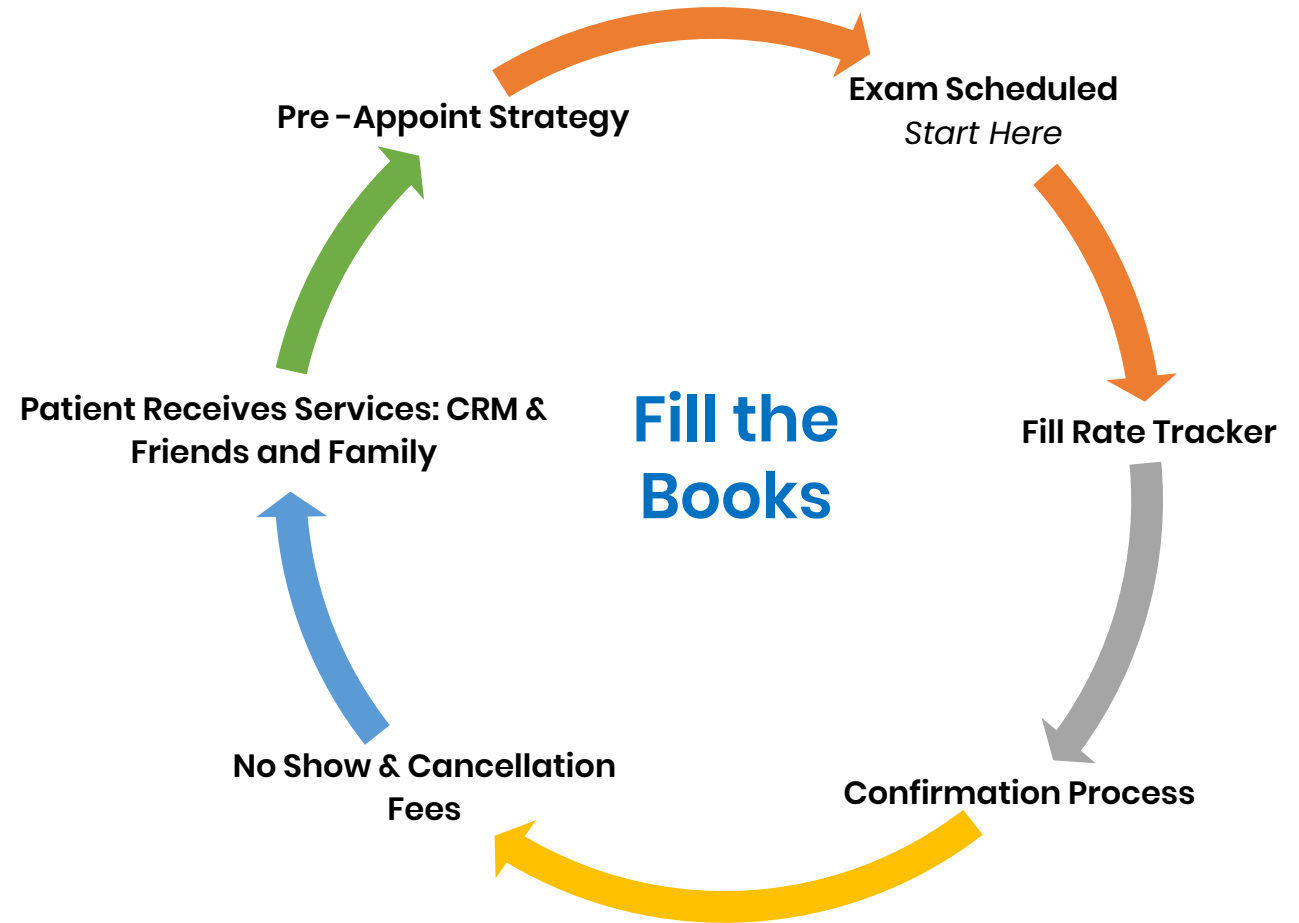 Exam Scheduled
Start Here
Fill Rate Tracker
Confirmation Process
No Show & Cancellation
Fees
Patient Receives Services: CRM &
Friends and Family
Pre -Appoint Strategy
Fill the
Books